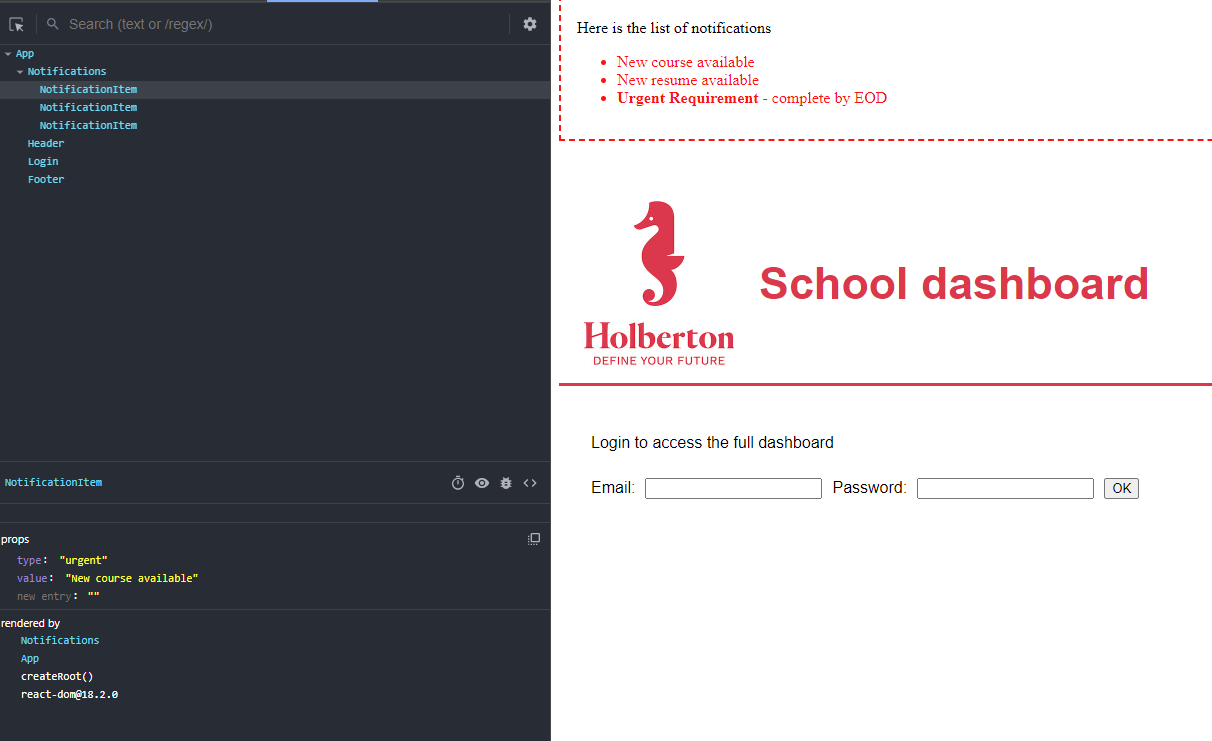 Search (text or /regex/)
App
Notifications
NotificationItem
NotificationItem
NotificationItem
Header
Login
Footer
NotificationItem
props
type: "urgent"
value: "New course available"
new entry: ""
rendered by
Notifications
App
createRoot()
react-dom@18.2.0
Here is the list of notifications
New course available
New resume available
Urgent Requirement - complete by EOD
Holberton
DEFINE YOUR FUTURE
School dashboard
Login to access the full dashboard
Email: Password: OK